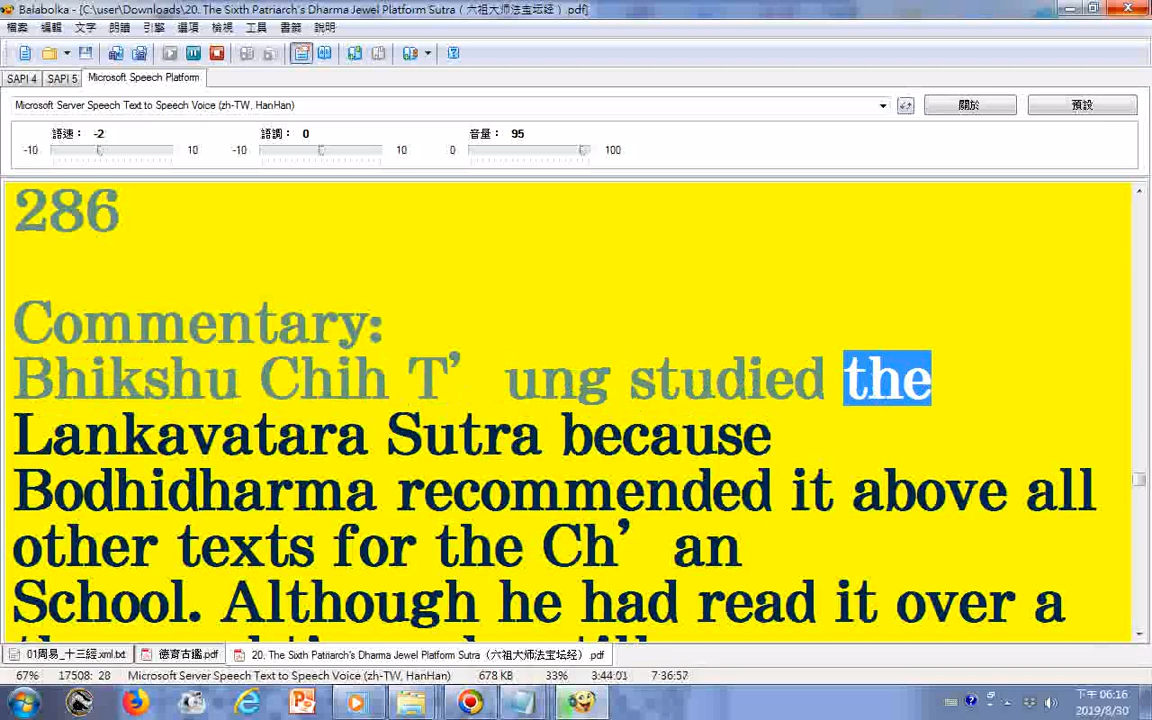 Balabolka - [C:\user\Downloads\20. The Sixth Patriarch's Dharma Jewel Platform Sutra (六祖大师法宝坛经) pdf]
檔案 編輯 文字 朗讀 引擎 選項 檢視 工具 書籤 說明
SAPI 4 SAPI 5 Microsoft Speech Platform
Microsoft Server Speech Text to Speech Voice (zh-TW, HanHan) 關於 預設
語速： -2 語調： 0 音量： 95
-10 10 -10 10 0 100
286
Commentary:
Bhikshu Chih T’ung studied the
Lankavatara Sutra because
Bodhidharma recommended it above all
other texts for the Ch’an
School. Although he had read it over a
01周易_十三經.xml.txt 德育古鑑.pdf 20. The Sixth Patriarch's Dharma Jewel Platform Sutra (六祖大师法宝坛经) .pdf
67% 17508: 28 Microsoft Server Speech Text to Speech Voice (zh-TW, HanHan) 678 KB 33% 3:44:01 7:36:57
下午 06:16
2019/8/30